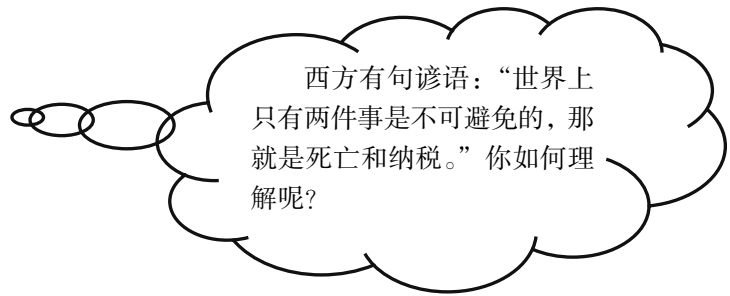 西方有句谚语：“世界上
只有两件事是不可避免的，那
就是死亡和纳税。”你如何理
解呢？